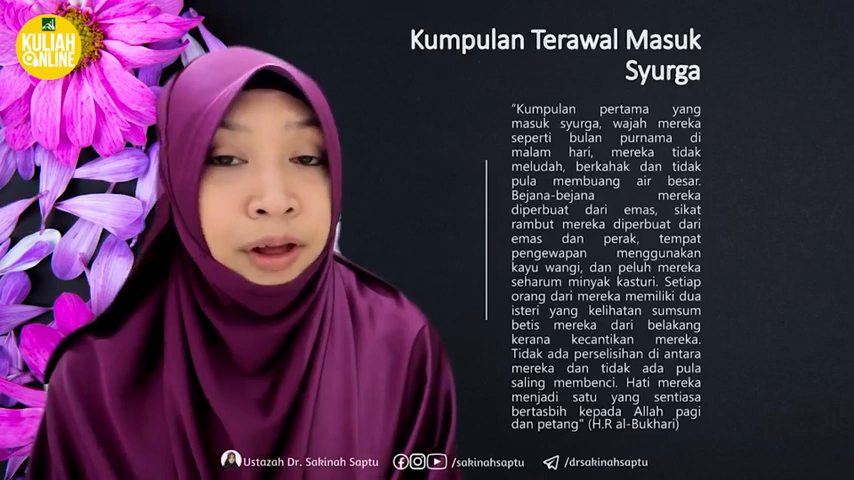 KULIAH
ONLINE
Kumpulan Terawal Masuk
Syurga
"Kumpulan pertama yang
masuk syurga, wajah mereka
seperti bulan purnama di
malam hari, mereka tidak
meludah, berkahak dan tidak
pula membuang air besar.
Bejana-bejana mereka
diperbuat dari emas, sikat
rambut mereka diperbuat dari
emas dan perak, tempat
pengewapan menggunakan
kayu wangi, dan peluh mereka
seharum minyak kasturi. Setiap
orang dari mereka memiliki dua
isteri yang kelihatan sumsum
betis mereka dari belakang
kerana kecantikan mereka.
Tidak ada perselisihan di antara
mereka dan tidak ada pula
saling membenci. Hati mereka
menjadi satu yang sentiasa
bertasbih kepada Allah pagi
dan petang" (H.R al-Bukhari)
Ustazah Dr. Sakinah Saptu /sakinahsaptu /drsakinahsaptu